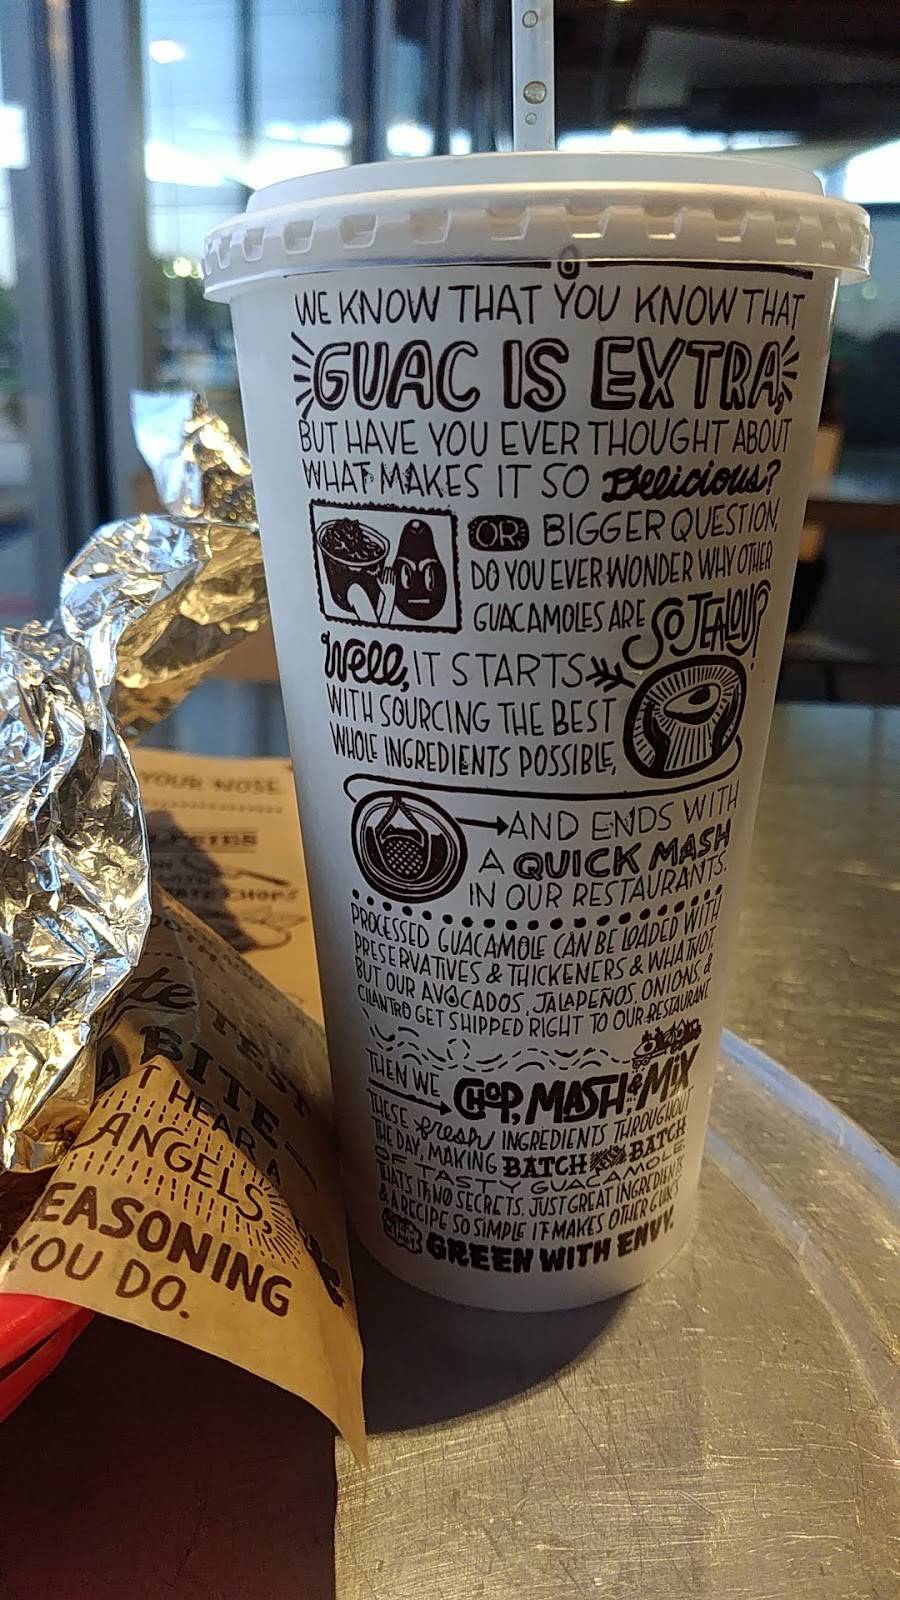 WE KNOW THAT YOU KNOW THAT
GUAC IS EXTRA,
BUT HAVE YOU EVER THOUGHT ABOUT
WHAT MAKES IT SO Delicious?
OR BIGGER QUESTION,
DO YOU EVER WONDER WHY OTHER
GUACAMOLES ARE SO JEALOUS?
Well, IT STARTS
WITH SOURCING THE BEST
WHOLE INGREDIENTS POSSIBLE,
AND ENDS WITH
A QUICK MASH
IN OUR RESTAURANTS.
PROCESSED GUACAMOLE CAN BE LOADED WITH
PRESERVATIVES & THICKENERS & WHATNOT,
BUT OUR AVOCADOS, JALAPEÑOS, ONIONS, &
CILANTRO GET SHIPPED RIGHT TO OUR RESTAURANT
THEN WE CHOP, MASH & MIX
THESE fresh INGREDIENTS THROUGHOUT
THE DAY, MAKING BATCH BATCH
OF TASTY GUACAMOLE.
THAT'S IT. NO SECRETS, JUST GREAT INGREDIENTS
& A RECIPE SO SIMPLE IT MAKES OTHER GUACS
GREEN WITH ENVY.
YOUR NOSE.
TEST
BITE
HEAR A
ANGELS,
SEASONING
YOU DO.